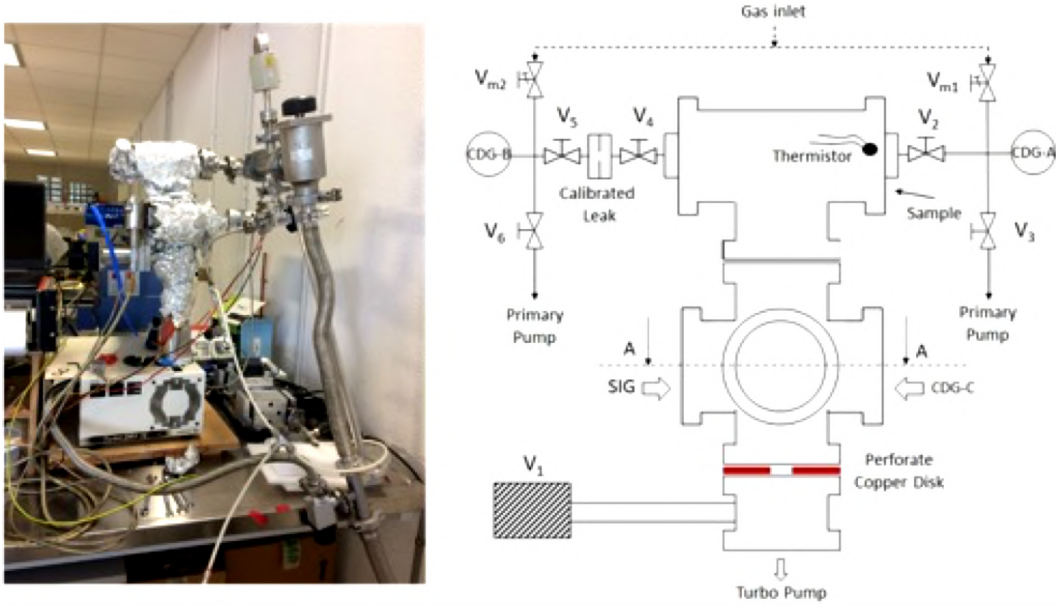 Gas inlet
Vm2
Vm1
V5
V4
V2
CDG-B
CDG-A
Thermistor
Calibrated
Leak
Sample
V6
V3
Primary
Pump
Primary
Pump
A
A
SIG
CDG-C
Perforate
Copper Disk
V1
Turbo Pump